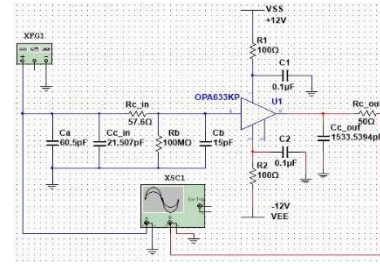 VSS
+12V
XFG1
R1
100Ω
C1
0.1µF
OPA633KP
U1
Rc_in
57.6Ω
Rc_out
50Ω
Ca
60.5pF
Cc_in
21.507pF
Rb
100MΩ
Cb
15pF
Cc_out
1533.5394pF
C2
0.1µF
R2
100Ω
XSC1
-12V
VEE